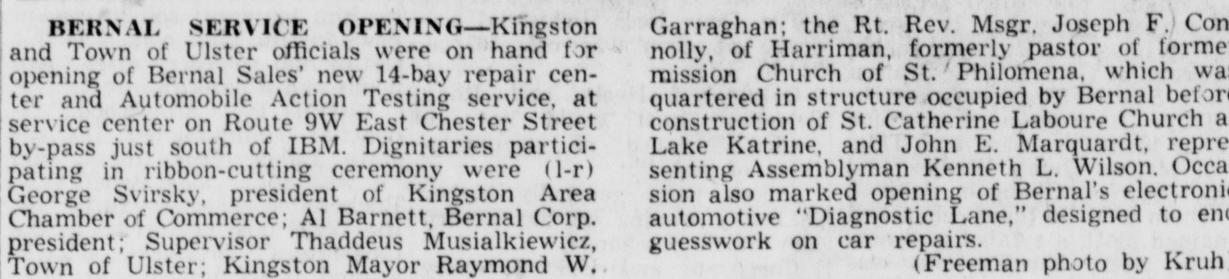 BERNAL SERVICE OPENING—Kingston
and Town of Ulster officials were on hand for
opening of Bernal Sales' new 14-bay repair cen-
ter and Automobile Action Testing service, at
service center on Route 9W East Chester Street
by-pass just south of IBM. Dignitaries partici-
pating in ribbon-cutting ceremony were (l-r)
George Svirsky, president of Kingston Area
Chamber of Commerce; Al Barnett, Bernal Corp.
president; Supervisor Thaddeus Musialkiewicz,
Town of Ulster; Kingston Mayor Raymond W.
Garraghan; the Rt. Rev. Msgr. Joseph F. Con
nolly, of Harriman, formerly pastor of forme
mission Church of St. Philomena, which wa
quartered in structure occupied by Bernal befor
construction of St. Catherine Laboure Church a
Lake Katrine, and John E. Marquardt, repre
senting Assemblyman Kenneth L. Wilson. Occa
sion also marked opening of Bernal's electroni
automotive "Diagnostic Lane," designed to en
guesswork on car repairs.
(Freeman photo by Kruh